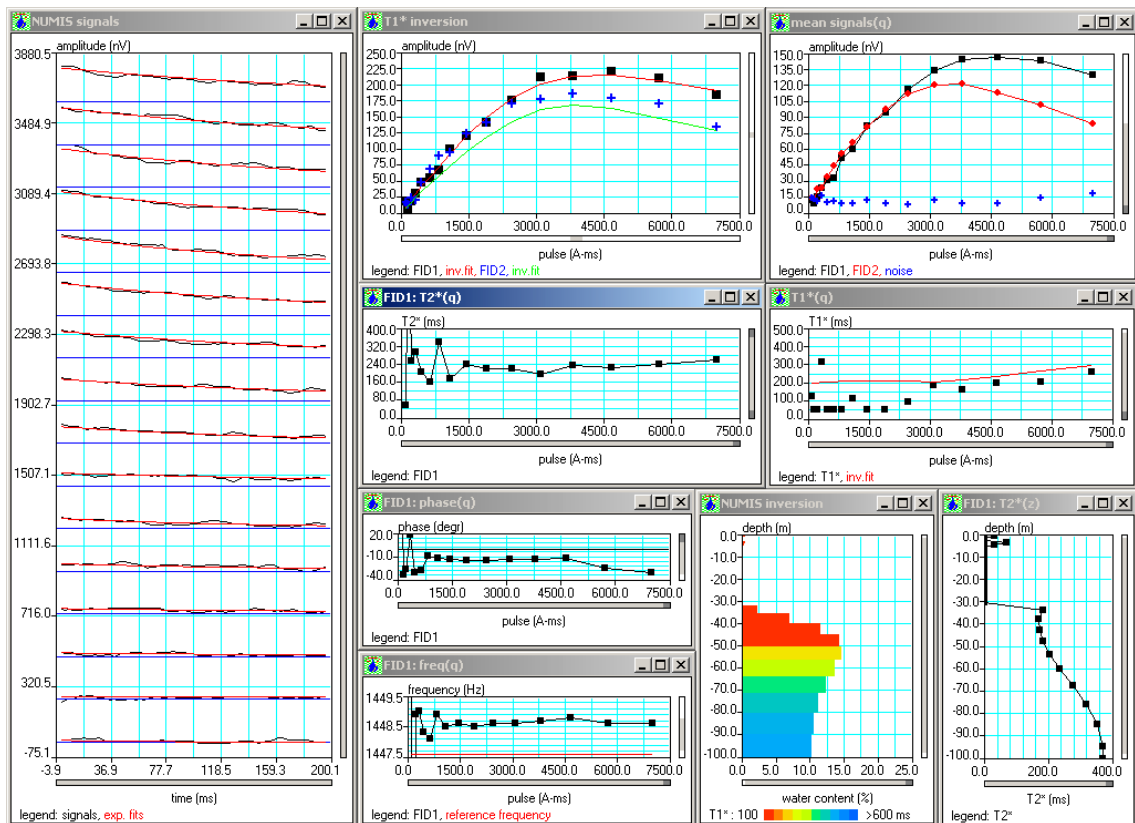 NUMIS signals
amplitude (nV)
3880.5
3484.9
3089.4
2693.8
2298.3
1902.7
1507.1
1111.6
716.0
320.5
-75.1
-3.9 36.9 77.7 118.5 159.3 200.1
time (ms)
legend: signals, exp. fits
T1* inversion
amplitude (nV)
250.0
225.0
200.0
175.0
150.0
125.0
100.0
75.0
50.0
25.0
0.0
0.0 1500.0 3000.0 4500.0 6000.0 7500.0
pulse (A-ms)
legend: FID1, inv.fit, FID2, inv.fit
mean signals(q)
amplitude (nV)
150.0
135.0
120.0
105.0
90.0
75.0
60.0
45.0
30.0
15.0
0.0
0.0 1500.0 3000.0 4500.0 6000.0 7500.0
pulse (A-ms)
legend: FID1, FID2, noise
FID1: T2*(q)
T2* (ms)
400.0
320.0
240.0
160.0
80.0
0.0
0.0 1500.0 3000.0 4500.0 6000.0 7500.0
pulse (A-ms)
legend: FID1
T1*(q)
T1* (ms)
500.0
400.0
300.0
200.0
100.0
0.0
0.0 1500.0 3000.0 4500.0 6000.0 7500.0
pulse (A-ms)
legend: T1*, inv.fit
FID1: phase(q)
phase (degr)
20.0
-10.0
-40.0
0.0 1500.0 3000.0 4500.0 6000.0 7500.0
pulse (A-ms)
legend: FID1
FID1: freq(q)
frequency (Hz)
1449.5
1448.5
1447.5
0.0 1500.0 3000.0 4500.0 6000.0 7500.0
pulse (A-ms)
legend: FID1, reference frequency
NUMIS inversion
depth (m)
0.0
-10.0
-20.0
-30.0
-40.0
-50.0
-60.0
-70.0
-80.0
-90.0
-100.0
0.0 5.0 10.0 15.0 20.0 25.0
water content (%)
T1* : 100 >600 ms
FID1: T2*(z)
depth (m)
0.0
-10.0
-20.0
-30.0
-40.0
-50.0
-60.0
-70.0
-80.0
-90.0
-100.0
0.0 200.0 400.0
T2* (ms)
legend: T2*